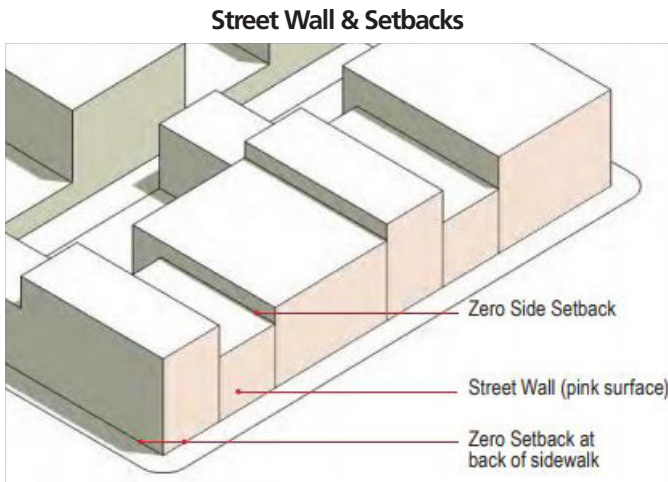 Street Wall & Setbacks
Zero Side Setback
Street Wall (pink surface)
Zero Setback at
back of sidewalk